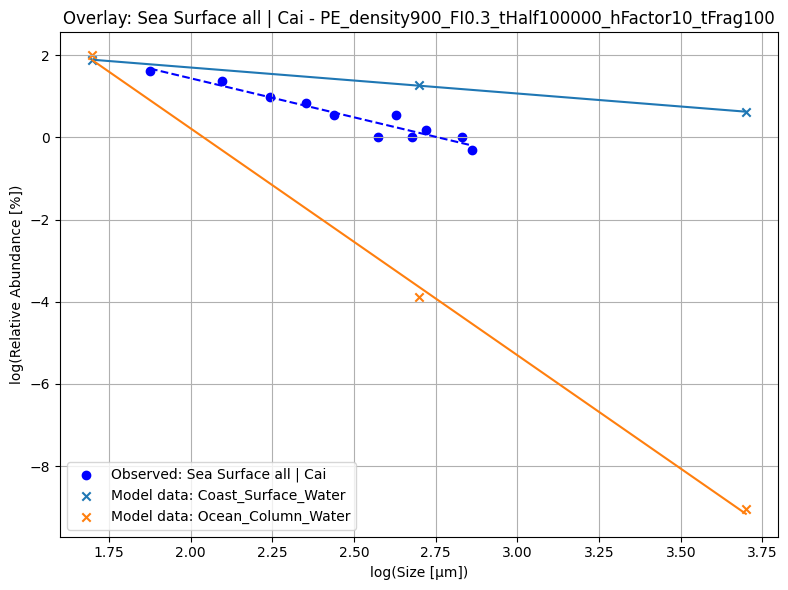 Overlay: Sea Surface all | Cai - PE_density900_FI0.3_tHalf100000_hFactor10_tFrag100
log(Relative Abundance [%])
2
0
−2
−4
−6
−8
Observed: Sea Surface all | Cai
Model data: Coast_Surface_Water
Model data: Ocean_Column_Water
1.75 2.00 2.25 2.50 2.75 3.00 3.25 3.50 3.75
log(Size [µm])